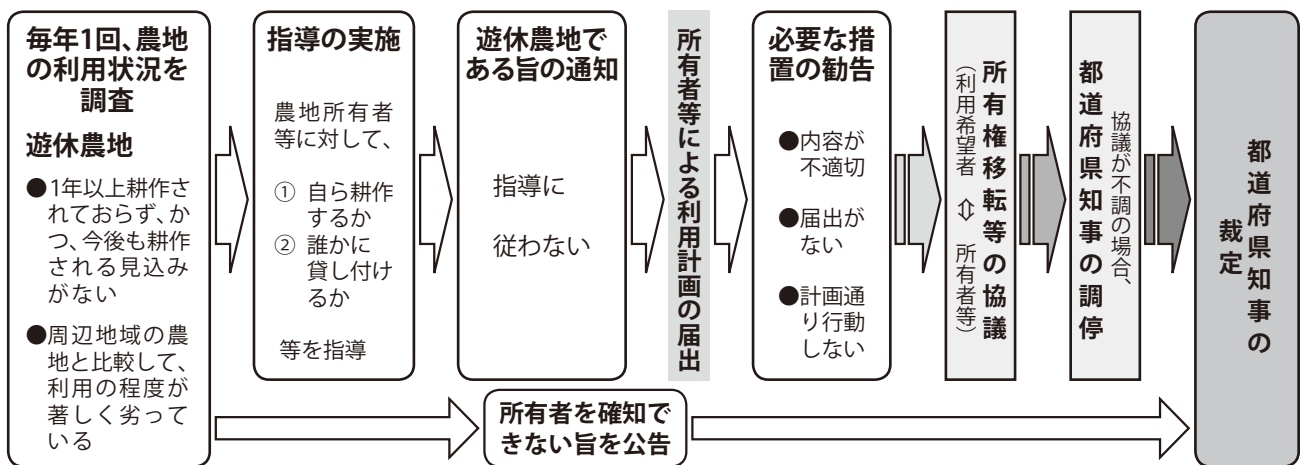 毎年1回、農地
の利用状況を
調査
遊休農地
●1年以上耕作さ
れておらず、か
つ、今後も耕作
される見込み
がない
●周辺地域の農
地と比較して、
利用の程度が
著しく劣って
いる
指導の実施
農地所有者
等に対して、
① 自ら耕作
するか
② 誰かに
貸し付け
るか
等を指導
遊休農地で
ある旨の通知
指導に
従わない
所有者等による利用計画の届出
必要な措
置の勧告
●内容が
不適切
●届出が
ない
●計画通
り行動
しない
所有権移転等の協議
(利用希望者 ⇔ 所有者等)
協議が不調の場合、
都道府県知事の調停
都道府県知事の
裁定
所有者を確知で
きない旨を公告